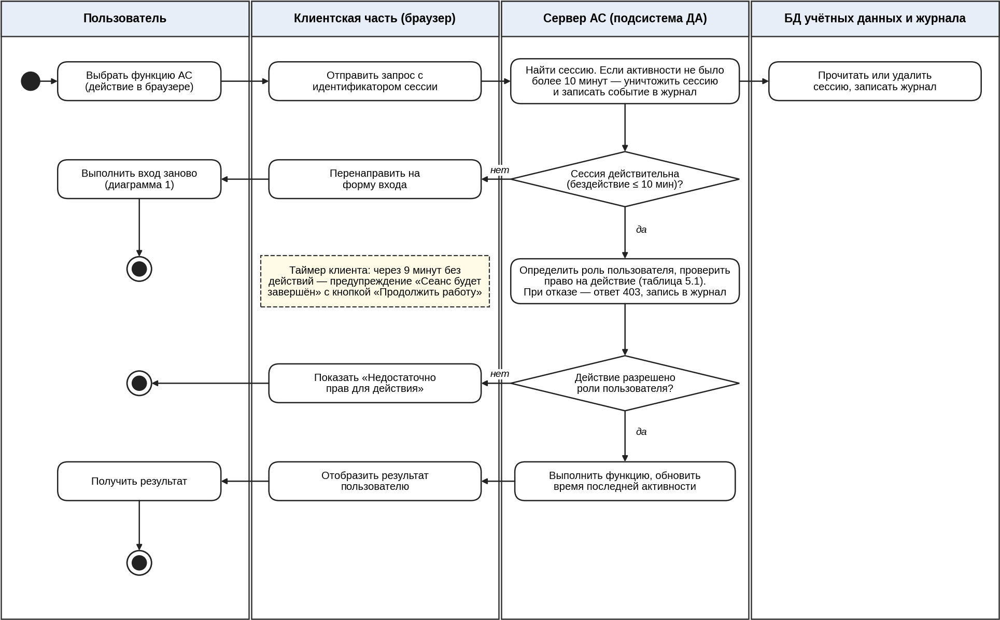 Пользователь
Клиентская часть (браузер)
Сервер АС (подсистема ДА)
БД учётных данных и журнала
Выбрать функцию АС
(действие в браузере)
Отправить запрос с
идентификатором сессии
Найти сессию. Если активности не было
более 10 минут — уничтожить сессию
и записать событие в журнал
Прочитать или удалить
сессию, записать журнал
Выполнить вход заново
(диаграмма 1)
Перенаправить на
форму входа
нет
Сессия действительна
(бездействие ≤ 10 мин)?
да
Таймер клиента: через 9 минут без
действий — предупреждение «Сеанс будет
завершён» с кнопкой «Продолжить работу»
Определить роль пользователя, проверить
право на действие (таблица 5.1).
При отказе — ответ 403, запись в журнал
Показать «Недостаточно
прав для действия»
нет
Действие разрешено
роли пользователя?
да
Получить результат
Отобразить результат
пользователю
Выполнить функцию, обновить
время последней активности